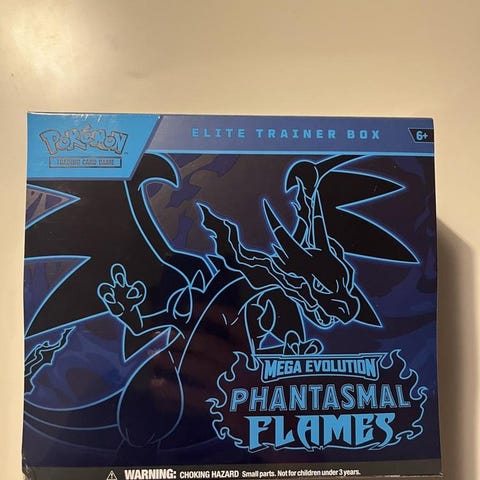 POKÉMON
TRADING CARD GAME
ELITE TRAINER BOX
6+
MEGA EVOLUTION
PHANTASMAL
FLAMES
WARNING: CHOKING HAZARD Small parts. Not for children under 3 years.